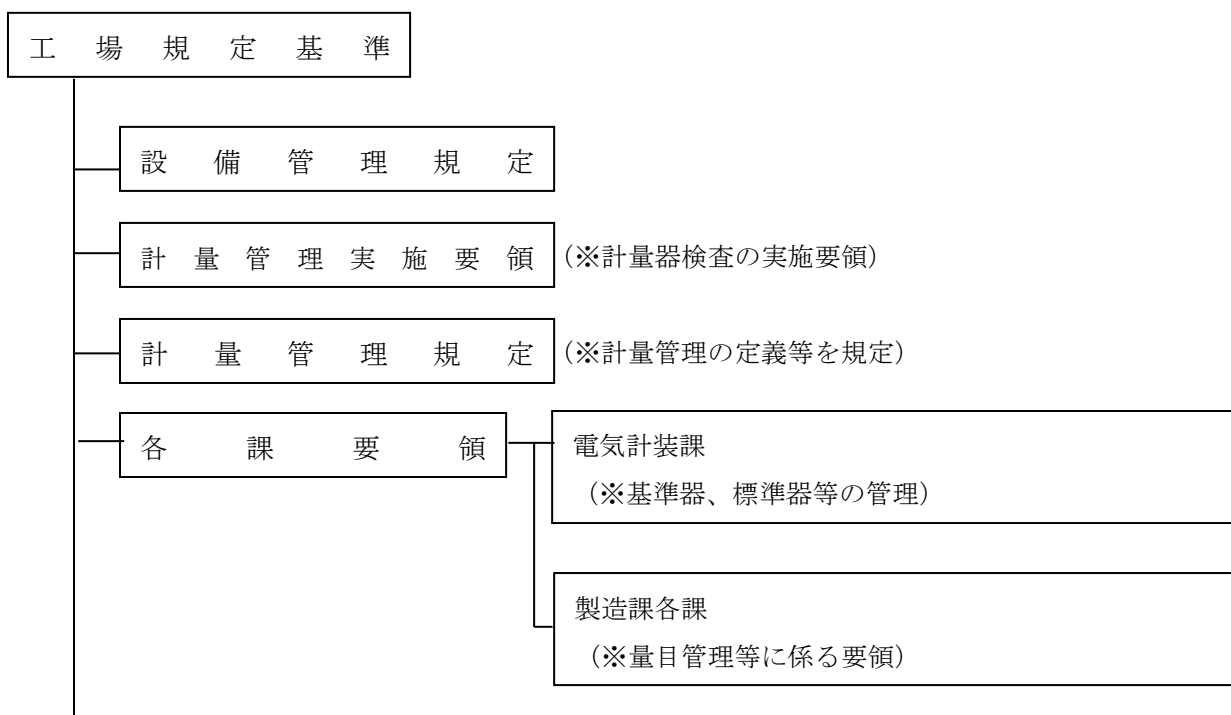 工場規定基準
設備管理規定
計量管理実施要領 (※計量器検査の実施要領)
計量管理規定 (※計量管理の定義等を規定)
各課要領
電気計装課
(※基準器、標準器等の管理)
製造課各課
(※量目管理等に係る要領)